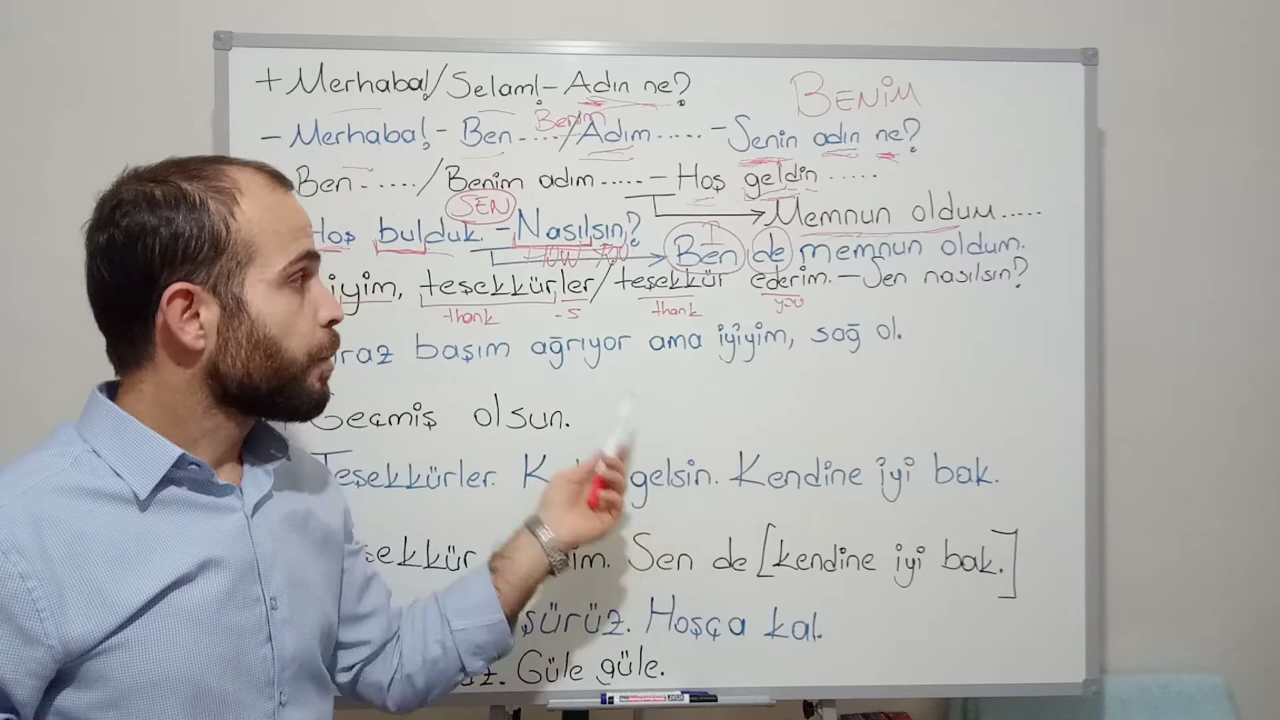 + Merhaba!/Selam! - Adın ne?
BENİM
Benim
- Merhaba! - Ben...../Adım ..... - Senin adın ne?
Ben ...../Benim adım ..... - Hoş geldin .....
SEN
Memnun oldum.....
Hoş bulduk. - Nasılsın?
HOW YOU
I
Ben de memnun oldum.
iyiyim, teşekkürler/teşekkür ederim. - Sen nasılsın?
thank -s thank you
başım ağrıyor ama iyiyim, sağ ol.
Geçmiş olsun.
Teşekkürler. gelsin. Kendine iyi bak.
Sen de [kendine iyi bak.]
Hoşça kal.
Güle güle.